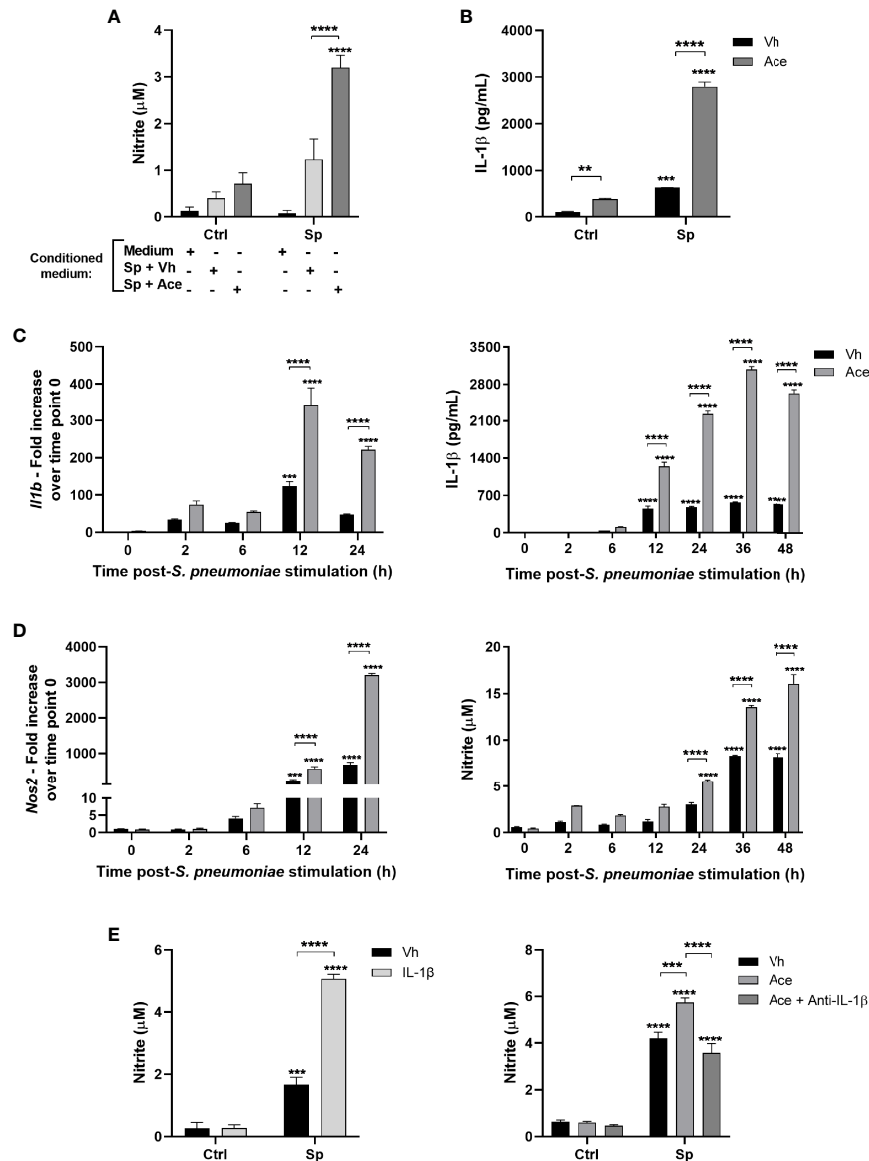 A
Nitrite (μM)
4
3
2
1
0
****
****
Ctrl
Sp
Conditioned
medium:
Medium + - - + - -
Sp + Vh - + - - + -
Sp + Ace - - + - - +
B
IL-1β (pg/mL)
4000
3000
2000
1000
0
**
***
****
****
Ctrl
Sp
Vh
Ace
C
Il1b - Fold increase
over time point 0
500
400
300
200
100
0
****
****
***
****
****
0 2 6 12 24
Time post-S. pneumoniae stimulation (h)
IL-1β (pg/mL)
3500
2800
2100
1400
700
0
****
****
****
****
****
****
****
****
****
****
****
****
0 2 6 12 24 36 48
Time post-S. pneumoniae stimulation (h)
Vh
Ace
D
Nos2 - Fold increase
over time point 0
4000
3000
2000
1000
10
5
0
****
***
****
****
****
****
0 2 6 12 24
Time post-S. pneumoniae stimulation (h)
Nitrite (μM)
20
15
10
5
0
****
****
****
****
****
****
****
****
0 2 6 12 24 36 48
Time post-S. pneumoniae stimulation (h)
E
Nitrite (μM)
6
4
2
0
****
***
****
Ctrl
Sp
Vh
IL-1β
Nitrite (μM)
8
6
4
2
0
****
***
****
****
****
Ctrl
Sp
Vh
Ace
Ace + Anti-IL-1β